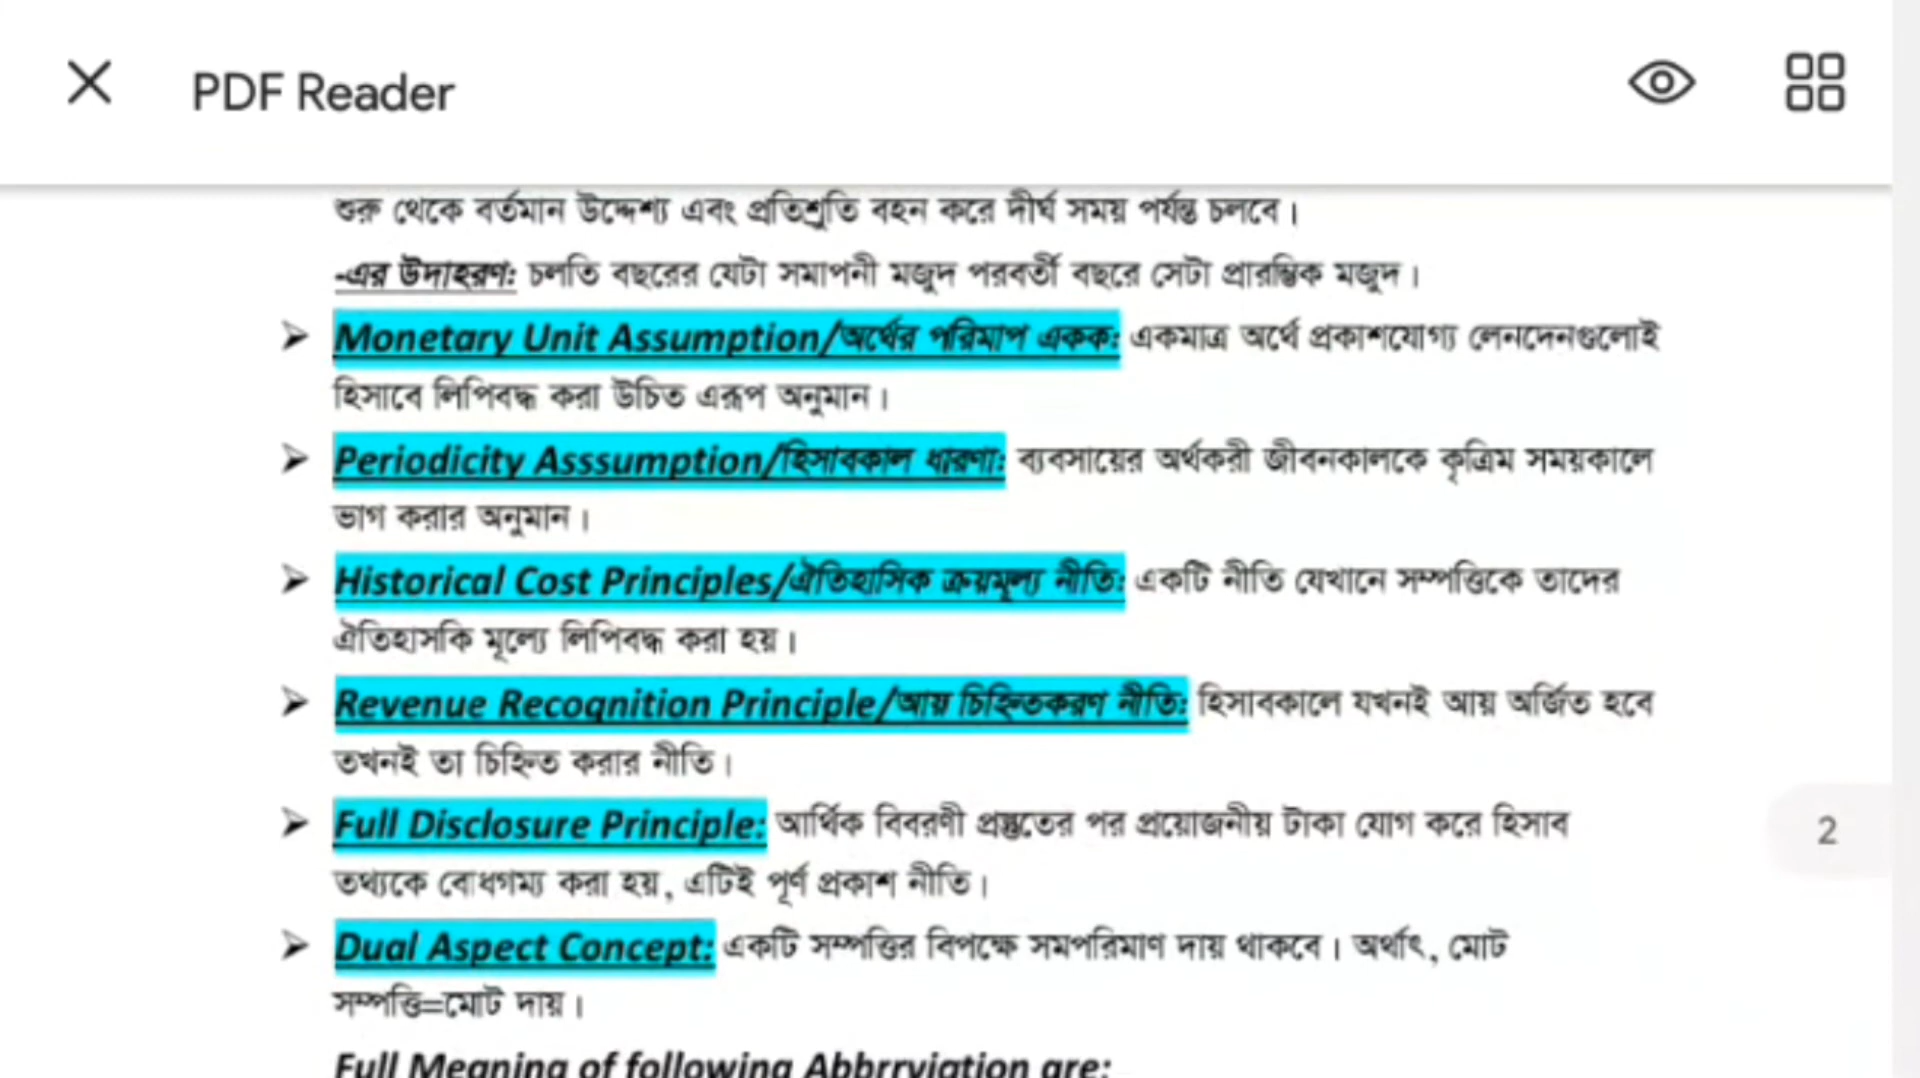 PDF Reader
শুরু থেকে বর্তমান উদ্দেশ্য এবং প্রতিশ্রুতি বহন করে দীর্ঘ সময় পর্যন্ত চলবে।
-এর উদাহরণ: চলতি বছরের যেটা সমাপনী মজুদ পরবর্তী বছরে সেটা প্রারম্ভিক মজুদ।
➢ Monetary Unit Assumption/অর্থের পরিমাপ একক: একমাত্র অর্থে প্রকাশযোগ্য লেনদেনগুলোই
হিসাবে লিপিবদ্ধ করা উচিত এরূপ অনুমান।
➢ Periodicity Asssumption/হিসাবকাল ধারণা: ব্যবসায়ের অর্থকরী জীবনকালকে কৃত্রিম সময়কালে
ভাগ করার অনুমান।
➢ Historical Cost Principles/ঐতিহাসিক ক্রয়মূল্য নীতি: একটি নীতি যেখানে সম্পত্তিকে তাদের
ঐতিহাসকি মূল্যে লিপিবদ্ধ করা হয়।
➢ Revenue Recognition Principle/আয় চিহ্নিতকরণ নীতি: হিসাবকালে যখনই আয় অর্জিত হবে
তখনই তা চিহ্নিত করার নীতি।
➢ Full Disclosure Principle: আর্থিক বিবরণী প্রস্তুতের পর প্রয়োজনীয় টাকা যোগ করে হিসাব
তথ্যকে বোধগম্য করা হয়, এটিই পূর্ণ প্রকাশ নীতি।
2
➢ Dual Aspect Concept: একটি সম্পত্তির বিপক্ষে সমপরিমাণ দায় থাকবে। অর্থাৎ, মোট
সম্পত্তি=মোট দায়।
Full Meaning of following Abbrrviation are: